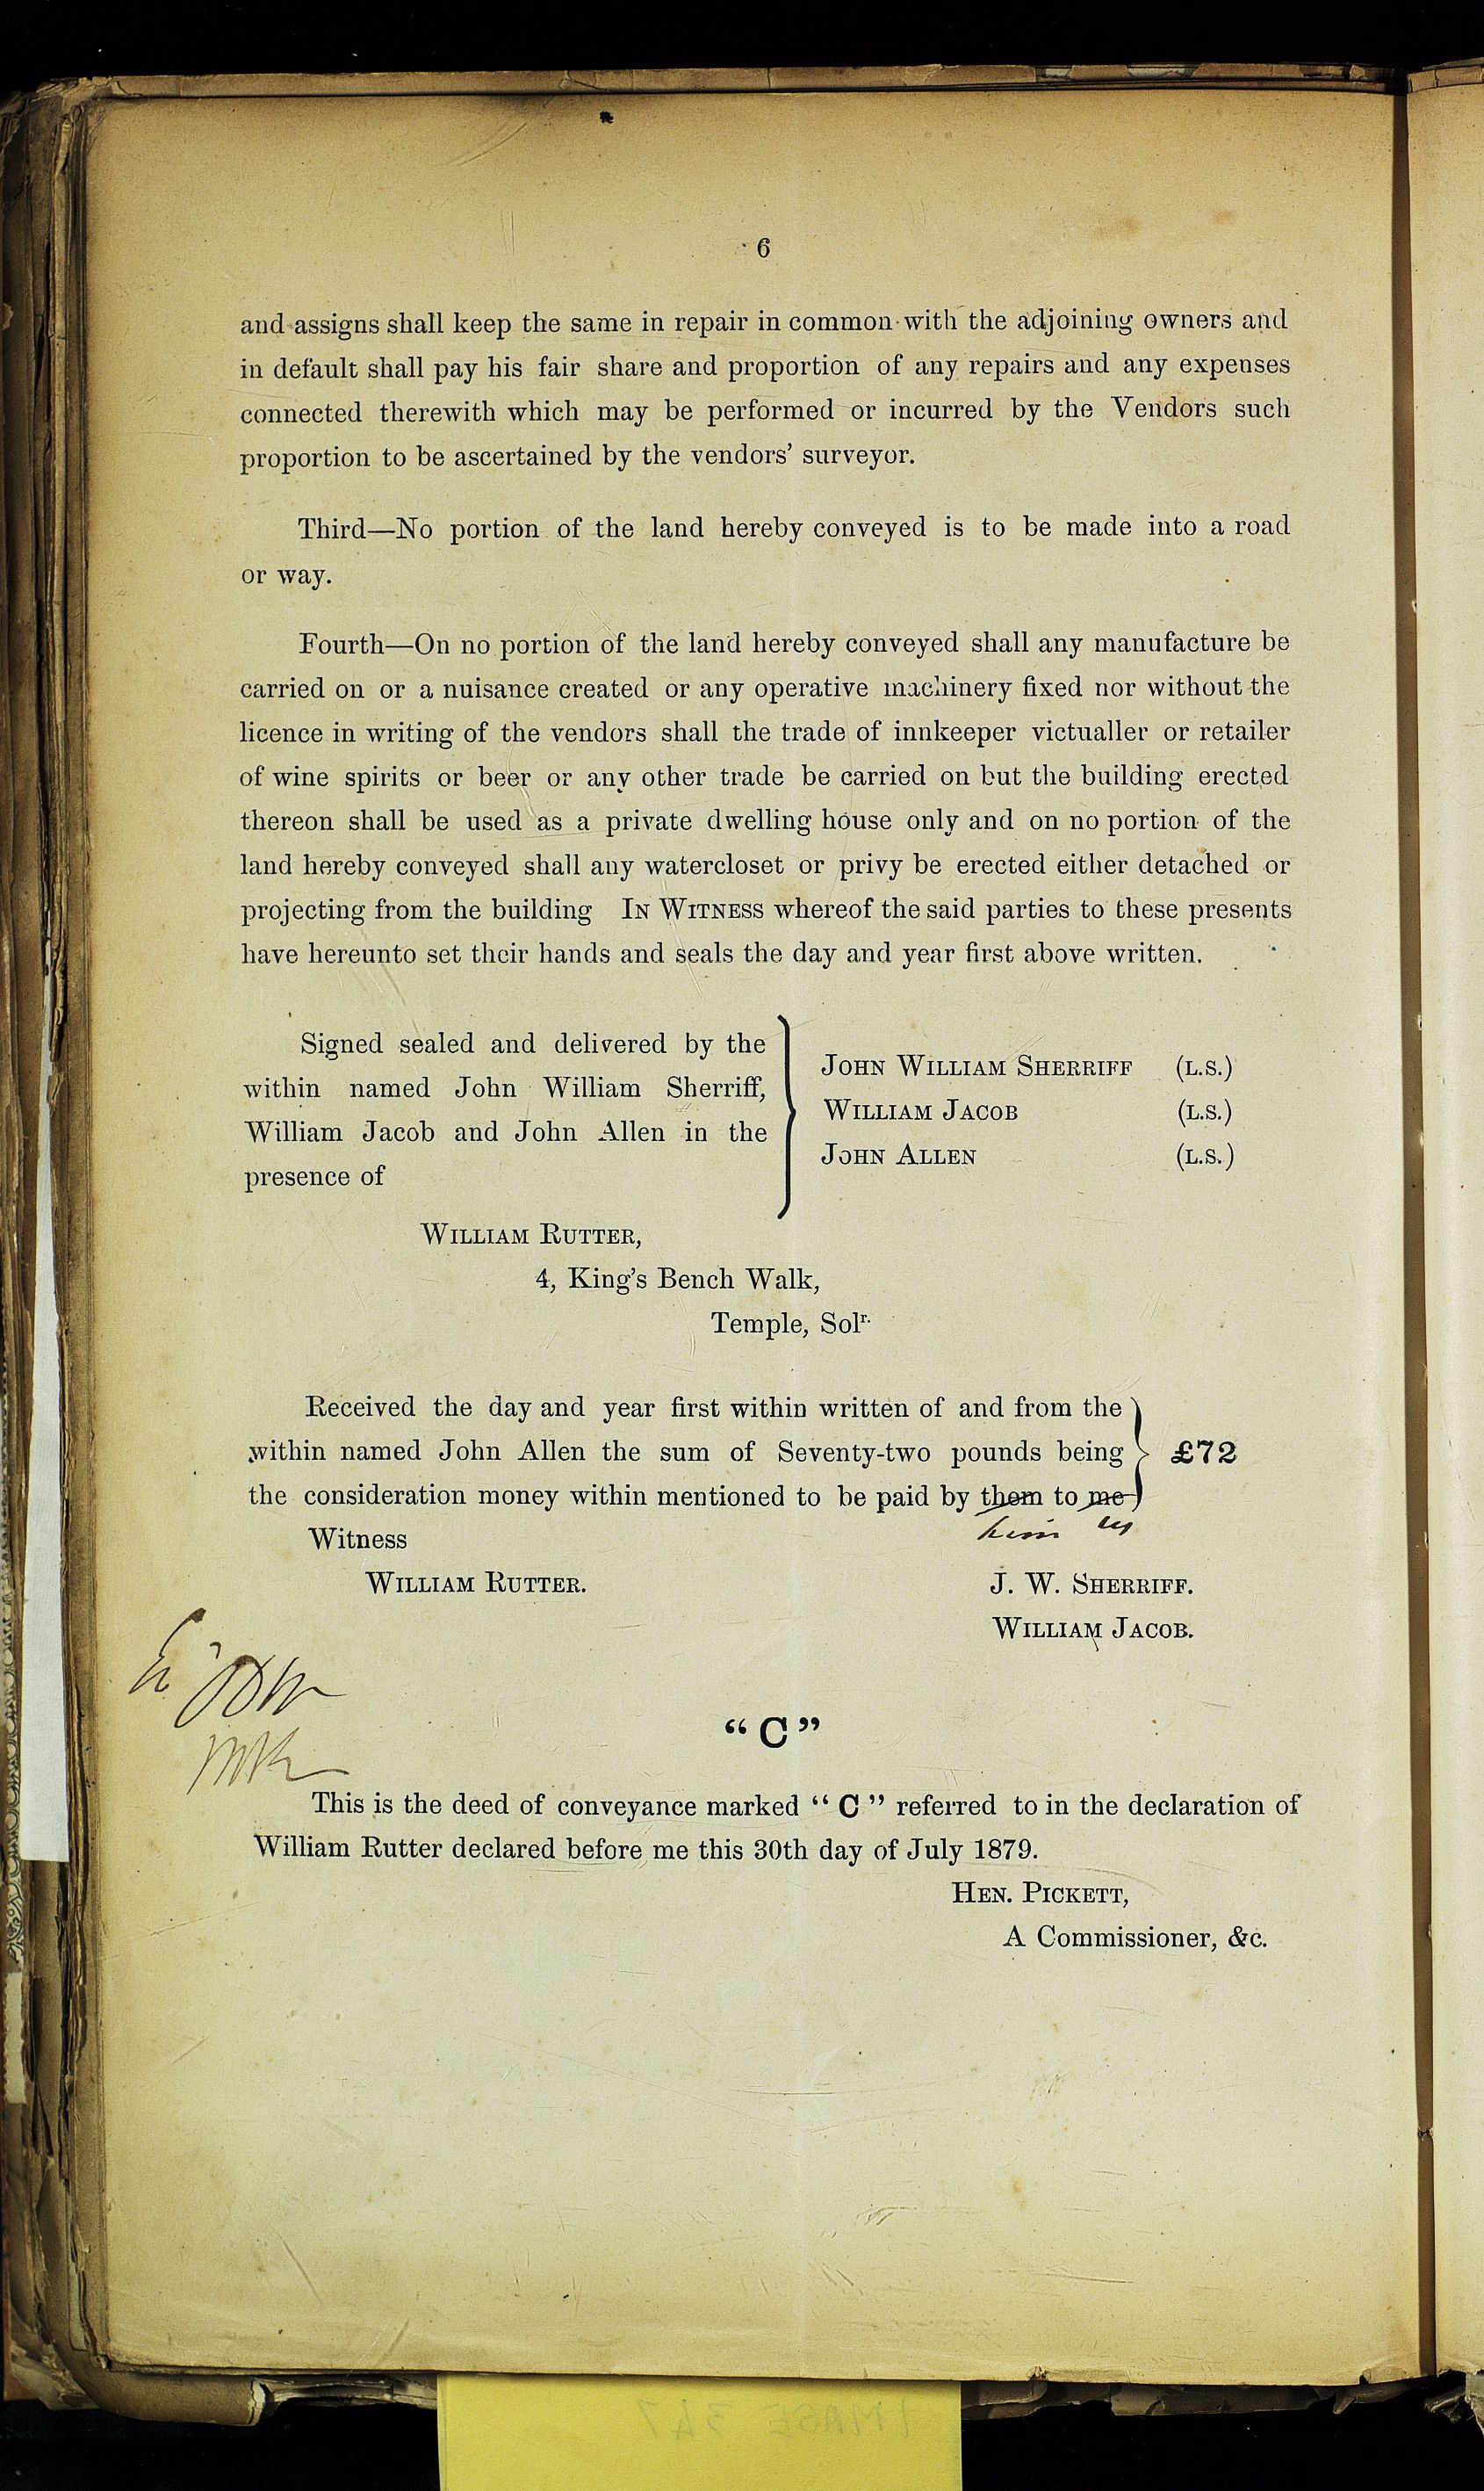 6
and assigns shall keep the same in repair in common with the adjoining owners and
in default shall pay his fair share and proportion of any repairs and any expenses
connected therewith which may be performed or incurred by the Vendors such
proportion to be ascertained by the vendors' surveyor.
Third—No portion of the land hereby conveyed is to be made into a road
or way.
Fourth—On no portion of the land hereby conveyed shall any manufacture be
carried on or a nuisance created or any operative machinery fixed nor without the
licence in writing of the vendors shall the trade of innkeeper victualler or retailer
of wine spirits or beer or any other trade be carried on but the building erected
thereon shall be used as a private dwelling house only and on no portion of the
land hereby conveyed shall any watercloset or privy be erected either detached or
projecting from the building IN WITNESS whereof the said parties to these presents
have hereunto set their hands and seals the day and year first above written.
Signed sealed and delivered by the
within named John William Sherriff,
William Jacob and John Allen in the
presence of
JOHN WILLIAM SHERRIFF (L.S.)
WILLIAM JACOB (L.S.)
JOHN ALLEN (L.S.)
WILLIAM RUTTER,
4, King's Bench Walk,
Temple, Solr.
Received the day and year first within written of and from the
within named John Allen the sum of Seventy-two pounds being
the consideration money within mentioned to be paid by them to me
£72
him us
Witness
WILLIAM RUTTER.
J. W. SHERRIFF.
WILLIAM JACOB.
"C"
This is the deed of conveyance marked "C" referred to in the declaration of
William Rutter declared before me this 30th day of July 1879.
HEN. PICKETT,
A Commissioner, &c.
IMAGE 347